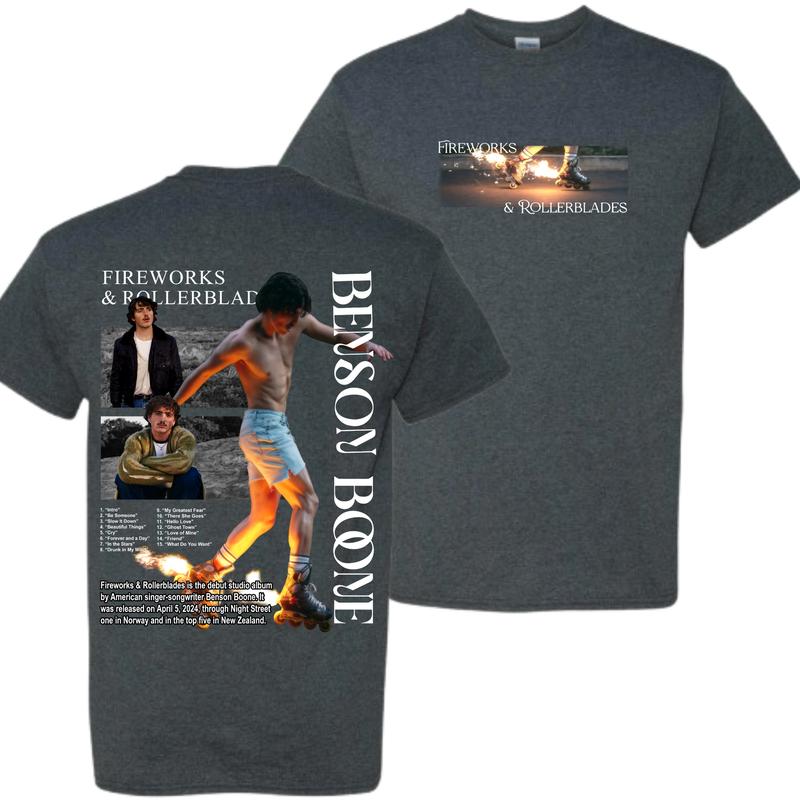 FIREWORKS
& ROLLERBLADES
FIREWORKS
& ROLLERBLAD
BENSON BOONE
1. "Intro"
2. "Be Someone"
3. "Slow It Down"
4. "Beautiful Things"
5. "Cry"
6. "Forever and a Day"
7. "In the Stars"
8. "Drunk in My Mind"
9. "My Greatest Fear"
10. "There She Goes"
11. "Hello Love"
12. "Ghost Town"
13. "Love of Mine"
14. "Friend"
15. "What Do You Want"
Fireworks & Rollerblades is the debut studio album
by American singer-songwriter Benson Boone. It
was released on April 5, 2024, through Night Street
one in Norway and in the top five in New Zealand.